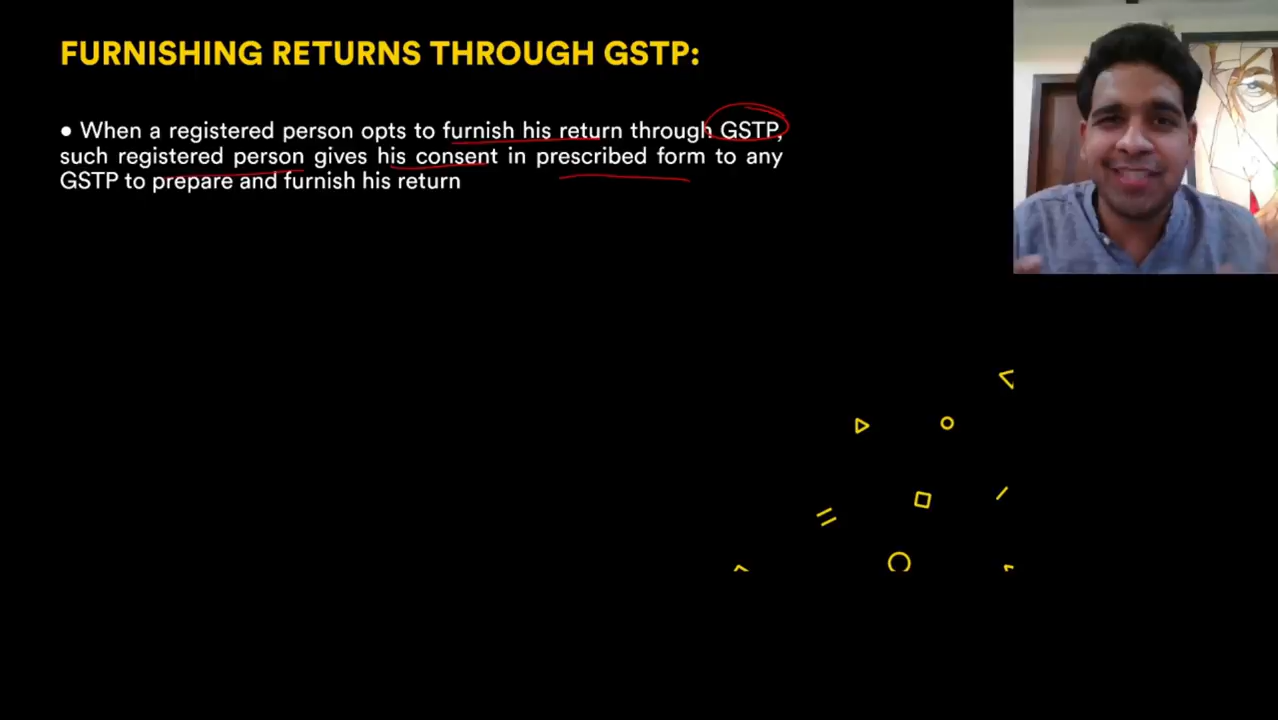 FURNISHING RETURNS THROUGH GSTP:
● When a registered person opts to furnish his return through GSTP,
such registered person gives his consent in prescribed form to any
GSTP to prepare and furnish his return